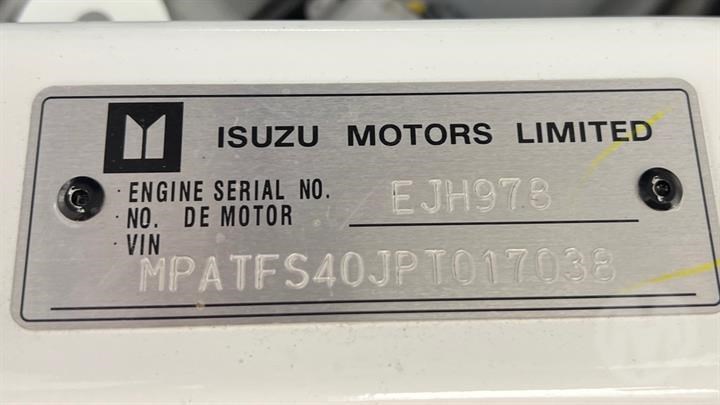 ISUZU MOTORS LIMITED
ENGINE SERIAL NO.
NO. DE MOTOR
EJH978
VIN
MPATFS40JPT017038